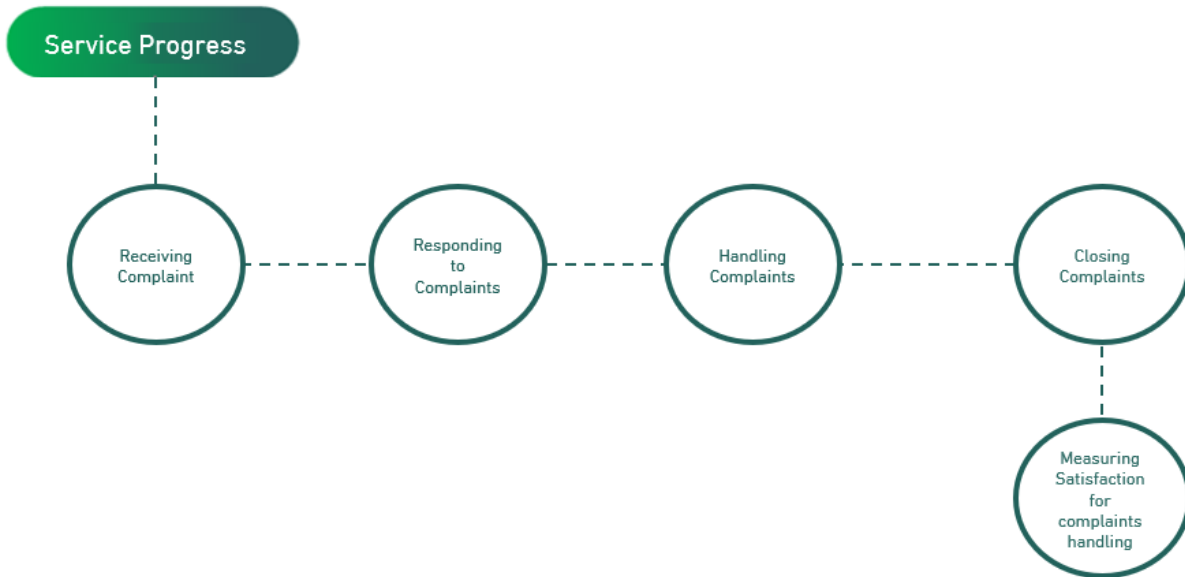 Service Progress
Receiving
Complaint
Responding
to
Complaints
Handling
Complaints
Closing
Complaints
Measuring
Satisfaction
for
complaints
handling